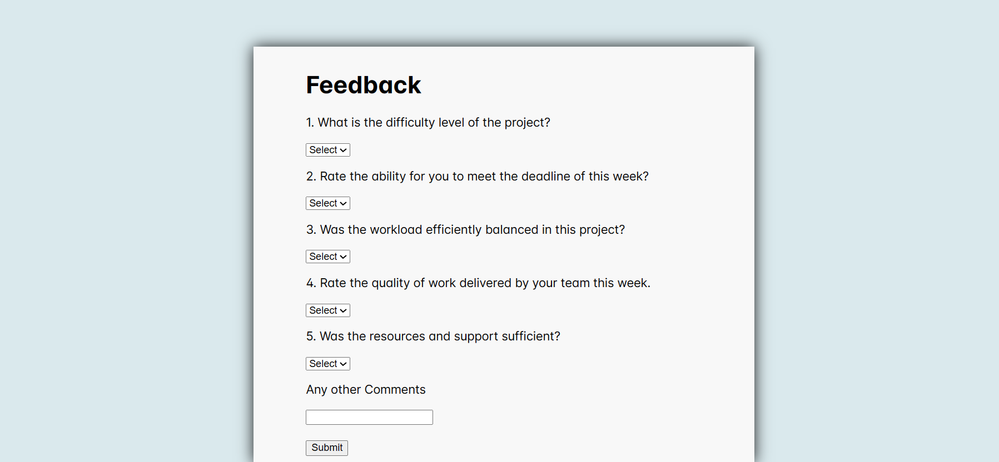 Feedback
1. What is the difficulty level of the project?
Select
2. Rate the ability for you to meet the deadline of this week?
Select
3. Was the workload efficiently balanced in this project?
Select
4. Rate the quality of work delivered by your team this week.
Select
5. Was the resources and support sufficient?
Select
Any other Comments
Submit